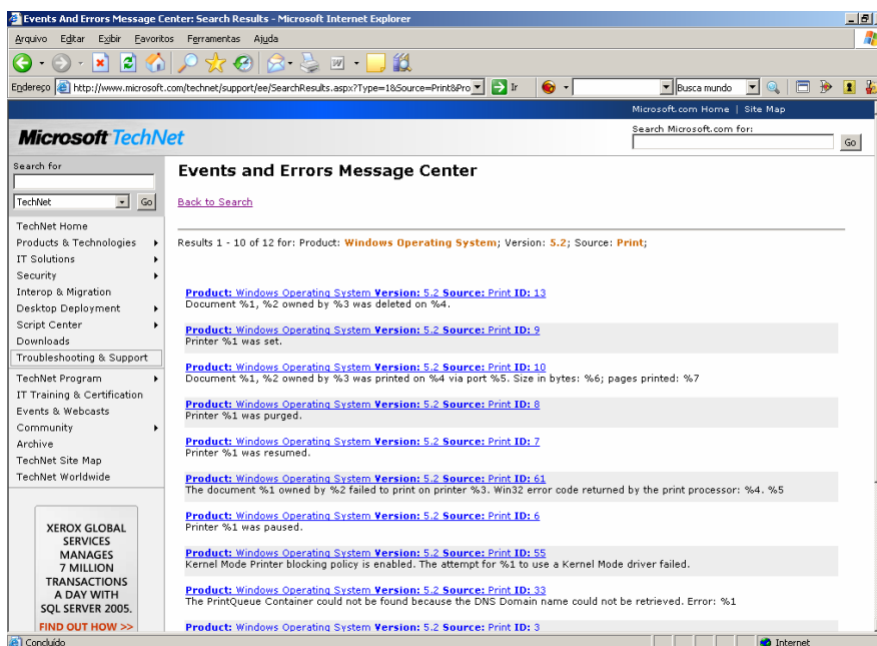 Events And Errors Message Center: Search Results - Microsoft Internet Explorer
Arquivo Editar Exibir Favoritos Ferramentas Ajuda
Endereço http://www.microsoft.com/technet/support/ee/SearchResults.aspx?Type=1&Source=Print&Pro Ir Busca mundo
Microsoft.com Home | Site Map
Microsoft TechNet
Search Microsoft.com for:
Go
Search for
TechNet Go
TechNet Home
Products & Technologies
IT Solutions
Security
Interop & Migration
Desktop Deployment
Script Center
Downloads
Troubleshooting & Support
TechNet Program
IT Training & Certification
Events & Webcasts
Community
Archive
TechNet Site Map
TechNet Worldwide
XEROX GLOBAL
SERVICES
MANAGES
7 MILLION
TRANSACTIONS
A DAY WITH
SQL SERVER 2005.
FIND OUT HOW >>
Events and Errors Message Center
Back to Search
Results 1 - 10 of 12 for: Product: Windows Operating System; Version: 5.2; Source: Print;
Product: Windows Operating System Version: 5.2 Source: Print ID: 13
Document %1, %2 owned by %3 was deleted on %4.
Product: Windows Operating System Version: 5.2 Source: Print ID: 9
Printer %1 was set.
Product: Windows Operating System Version: 5.2 Source: Print ID: 10
Document %1, %2 owned by %3 was printed on %4 via port %5. Size in bytes: %6; pages printed: %7
Product: Windows Operating System Version: 5.2 Source: Print ID: 8
Printer %1 was purged.
Product: Windows Operating System Version: 5.2 Source: Print ID: 7
Printer %1 was resumed.
Product: Windows Operating System Version: 5.2 Source: Print ID: 61
The document %1 owned by %2 failed to print on printer %3. Win32 error code returned by the print processor: %4. %5
Product: Windows Operating System Version: 5.2 Source: Print ID: 6
Printer %1 was paused.
Product: Windows Operating System Version: 5.2 Source: Print ID: 55
Kernel Mode Printer blocking policy is enabled. The attempt for %1 to use a Kernel Mode driver failed.
Product: Windows Operating System Version: 5.2 Source: Print ID: 33
The PrintQueue Container could not be found because the DNS Domain name could not be retrieved. Error: %1
Product: Windows Operating System Version: 5.2 Source: Print ID: 3
Concluído Internet